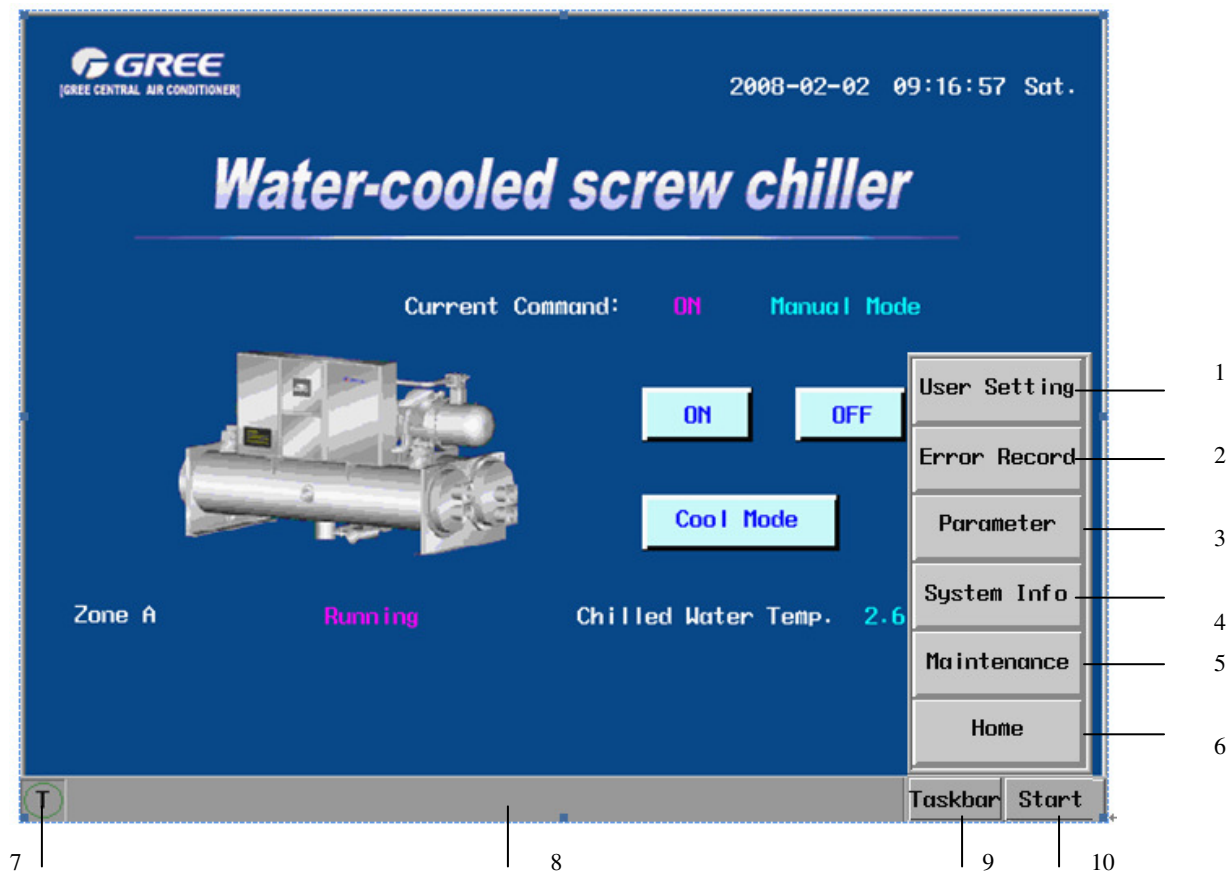 GREE
[GREE CENTRAL AIR CONDITIONER]
2008-02-02 09:16:57 Sat.
Water-cooled screw chiller
Current Command: ON Manual Mode
User Setting 1
ON OFF
Error Record 2
Cool Mode
Parameter 3
System Info 4
Zone A Running Chilled Water Temp. 2.6
Maintenance 5
Home 6
T Taskbar Start
7 8 9 10